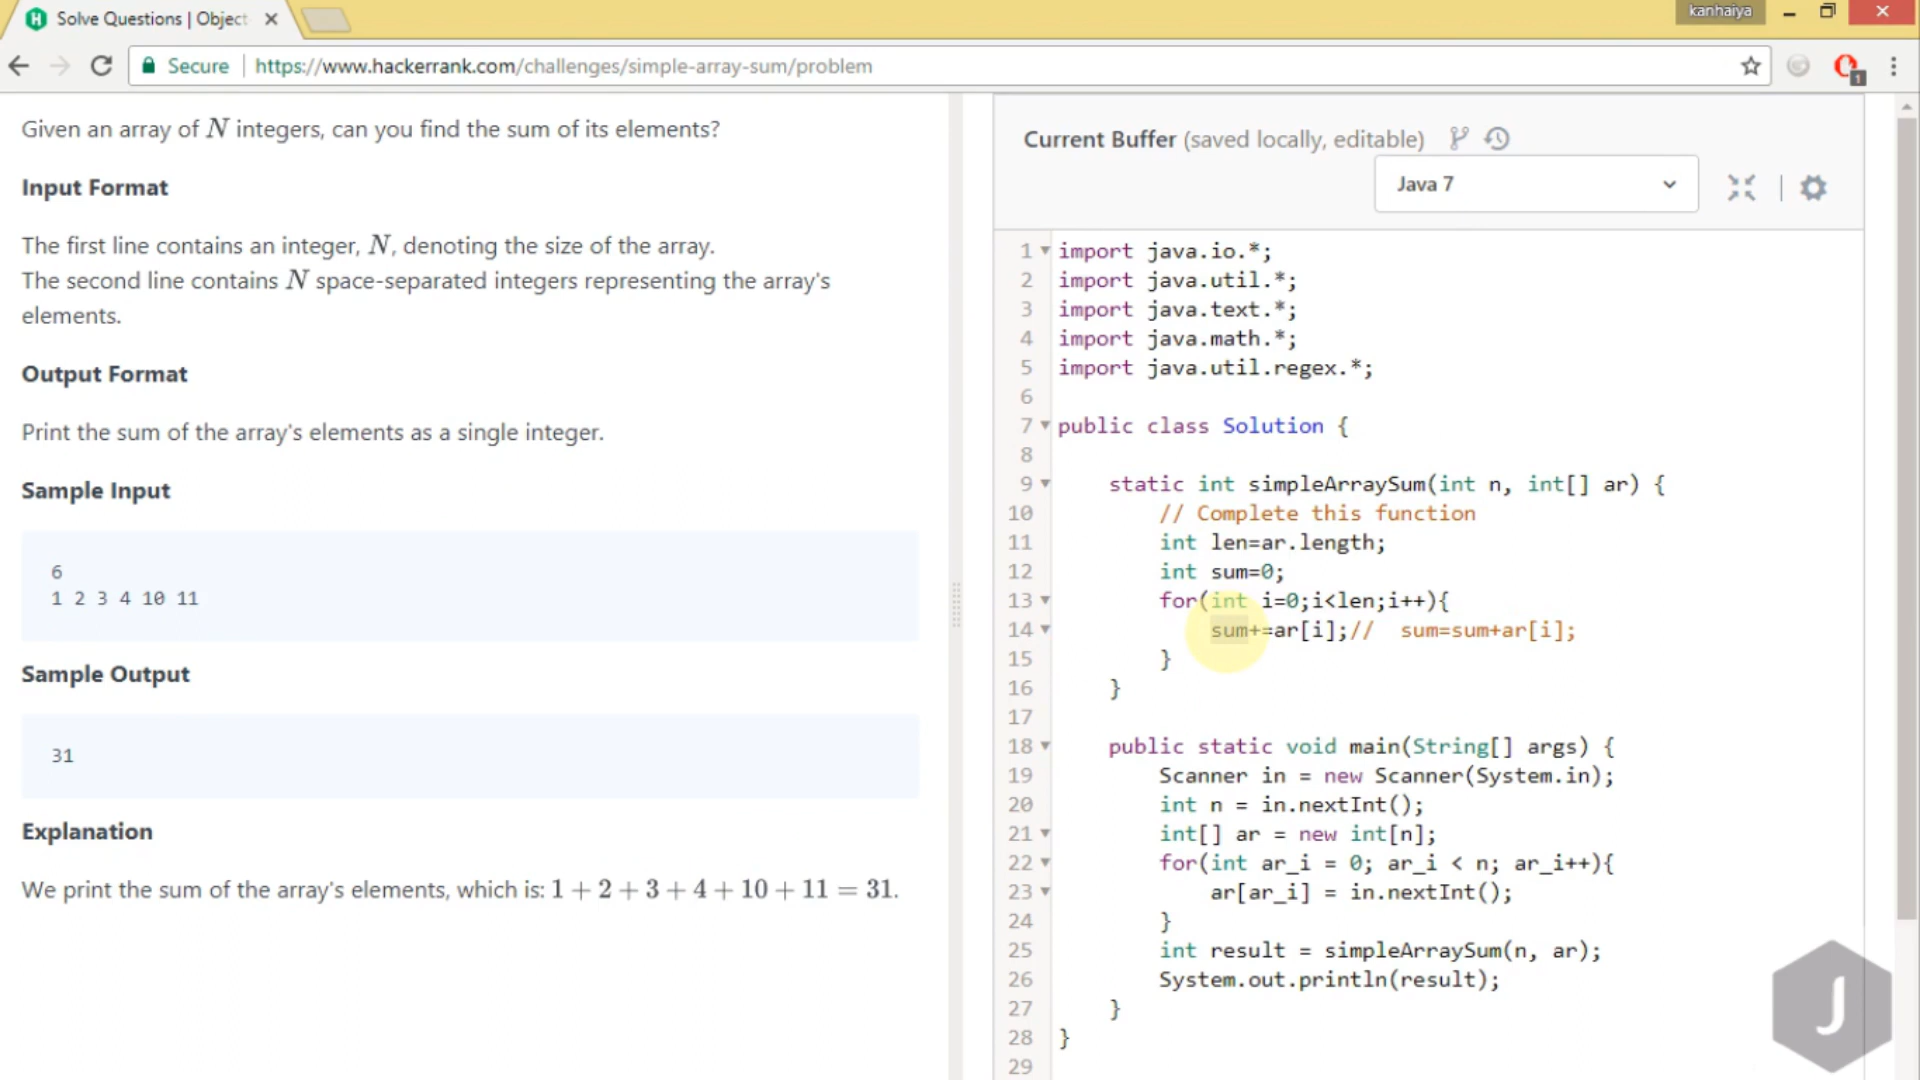 Solve Questions | Object
kanhaiya
Secure
https://www.hackerrank.com/challenges/simple-array-sum/problem
1
Given an array of N integers, can you find the sum of its elements?
Input Format
The first line contains an integer, N, denoting the size of the array.
The second line contains N space-separated integers representing the array's
elements.
Output Format
Print the sum of the array's elements as a single integer.
Sample Input
6
1 2 3 4 10 11
Sample Output
31
Explanation
We print the sum of the array's elements, which is: 1 + 2 + 3 + 4 + 10 + 11 = 31.
Current Buffer (saved locally, editable)
Java 7
1 import java.io.*;
2 import java.util.*;
3 import java.text.*;
4 import java.math.*;
5 import java.util.regex.*;
6
7 public class Solution {
8
9 static int simpleArraySum(int n, int[] ar) {
10 // Complete this function
11 int len=ar.length;
12 int sum=0;
13 for(int i=0;i<len;i++){
14 sum+=ar[i];// sum=sum+ar[i];
15 }
16 }
17
18 public static void main(String[] args) {
19 Scanner in = new Scanner(System.in);
20 int n = in.nextInt();
21 int[] ar = new int[n];
22 for(int ar_i = 0; ar_i < n; ar_i++){
23 ar[ar_i] = in.nextInt();
24 }
25 int result = simpleArraySum(n, ar);
26 System.out.println(result);
27 }
28 }
29
J